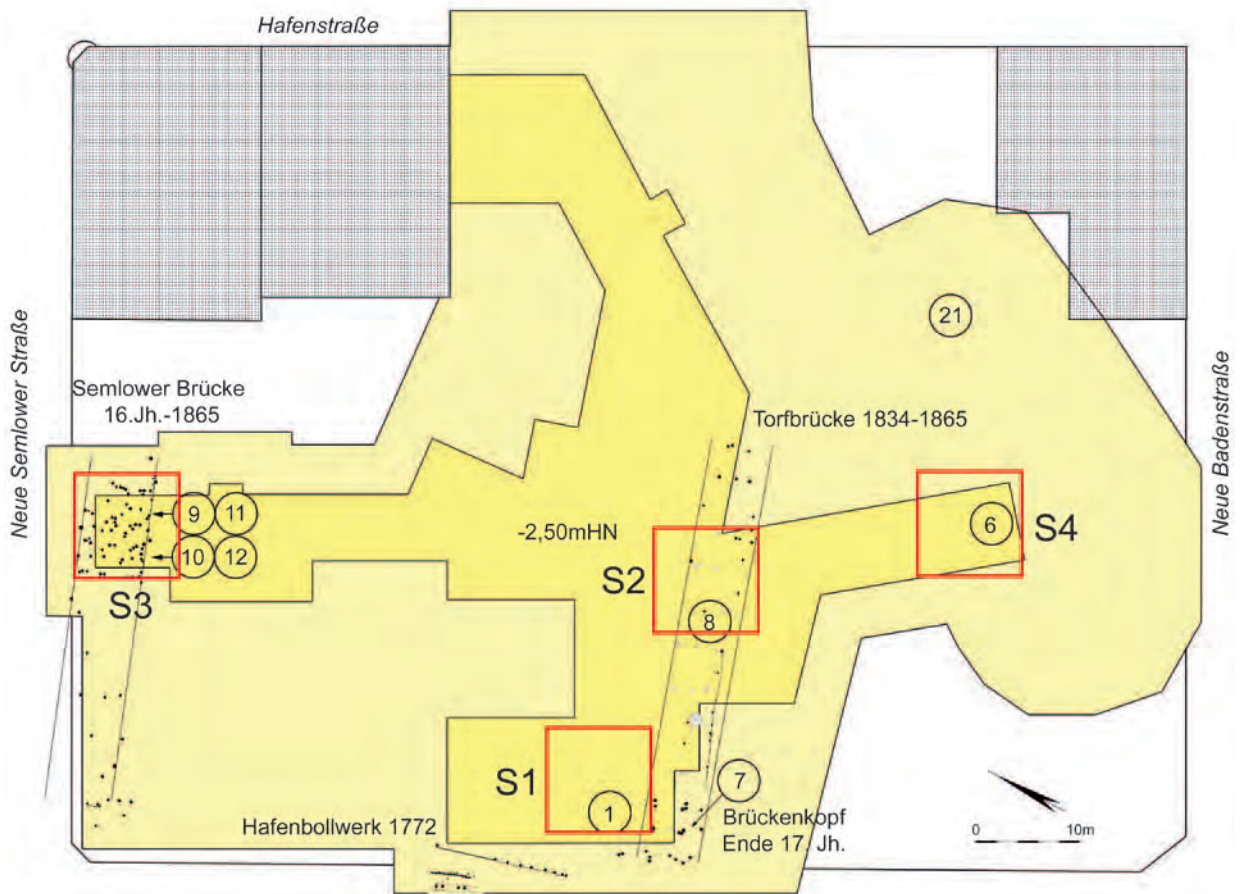 Hafenstraße
Neue Semlower Straße
Neue Badenstraße
21
Semlower Brücke
16.Jh.-1865
Torfbrücke 1834-1865
9
11
10
12
S3
-2,50mHN
S2
8
6
S4
S1
1
7
Hafenbollwerk 1772
Brückenkopf
Ende 17. Jh.
0
10m